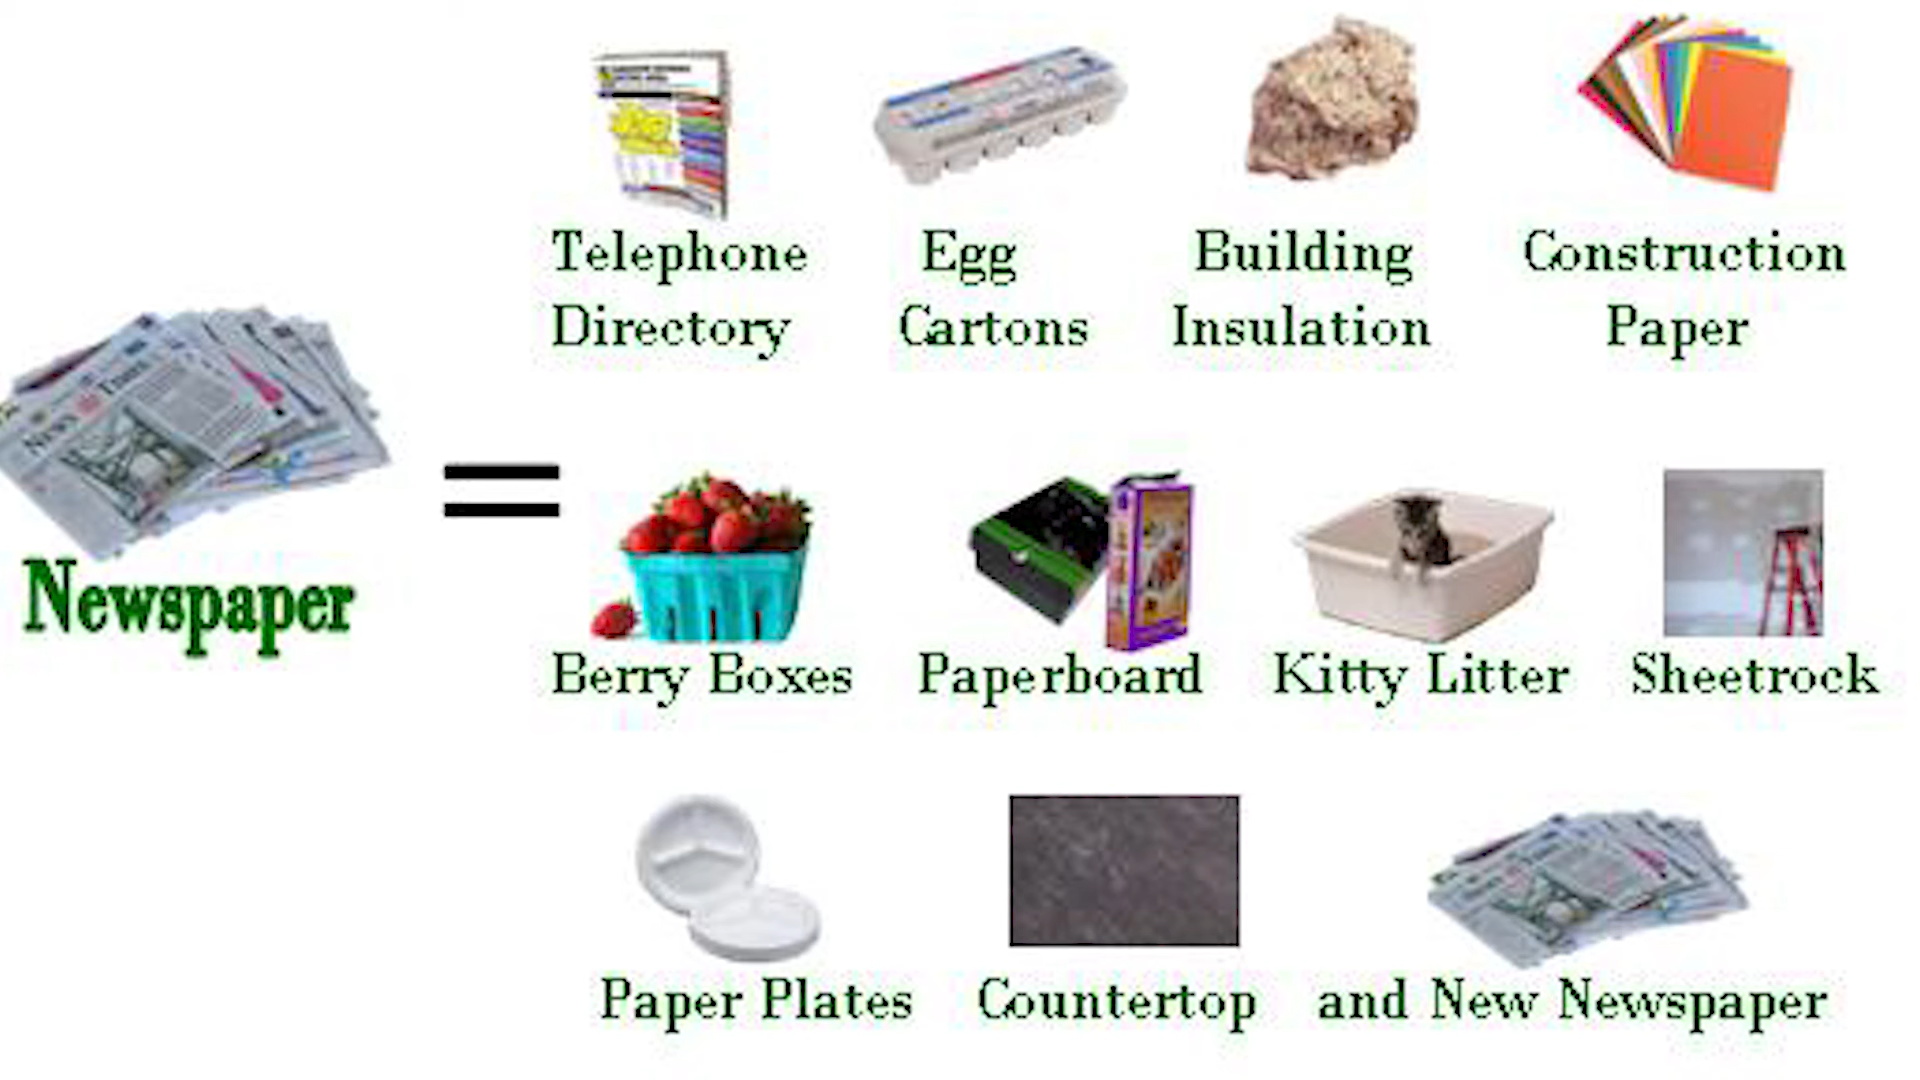 Telephone
Directory
Egg
Cartons
Building
Insulation
Construction
Paper
Newspaper
=
Berry Boxes
Paperboard
Kitty Litter
Sheetrock
Paper Plates
Countertop
and New Newspaper